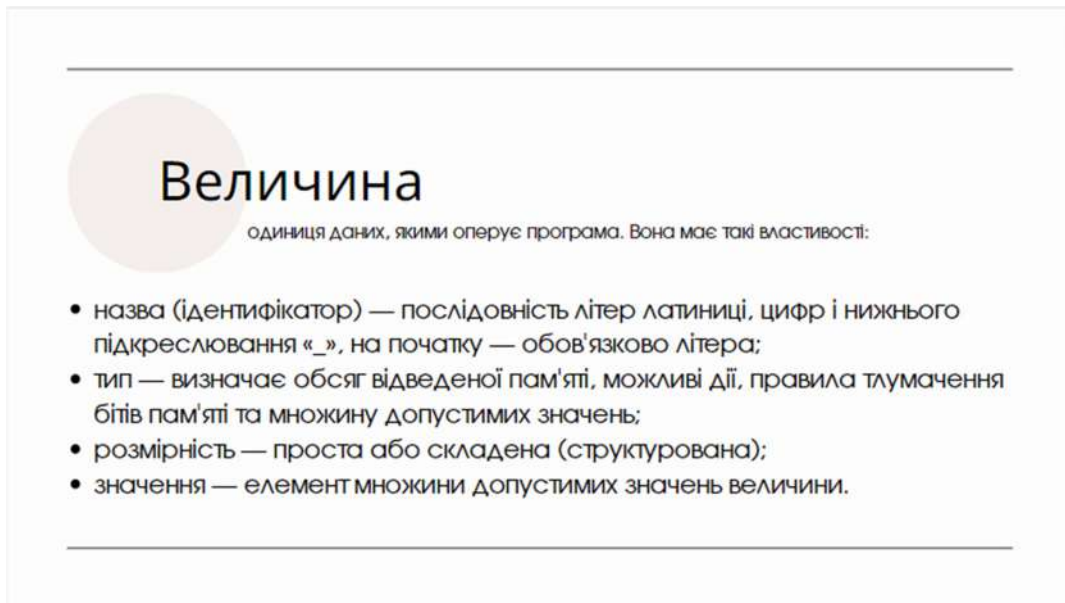 Величина
одиниця даних, якими оперує програма. Вона має такі властивості:
• назва (ідентифікатор) — послідовність літер латиниці, цифр і нижнього
підкреслювання «_», на початку — обов'язково літера;
• тип — визначає обсяг відведеної пам'яті, можливі дії, правила тлумачення
бітів пам'яті та множину допустимих значень;
• розмірність — проста або складена (структурована);
• значення — елемент множини допустимих значень величини.